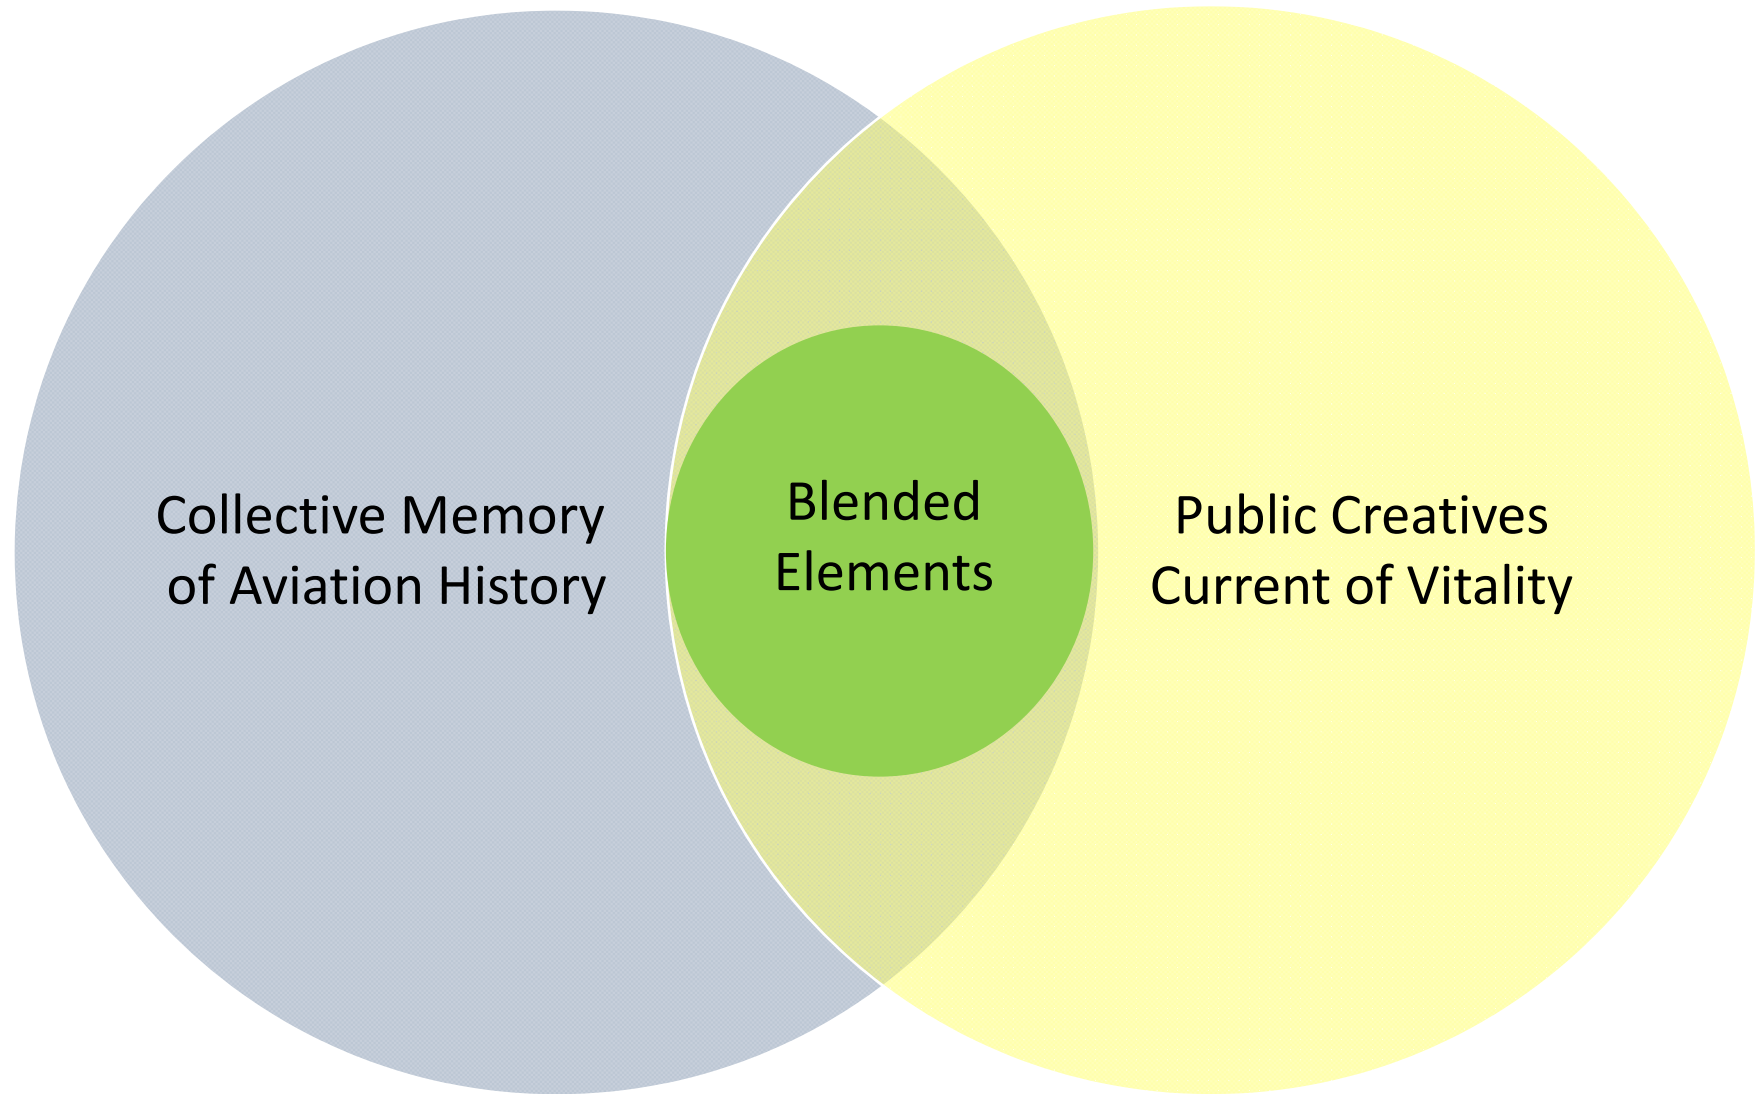 Collective Memory
of Aviation History
Blended
Elements
Public Creatives
Current of Vitality